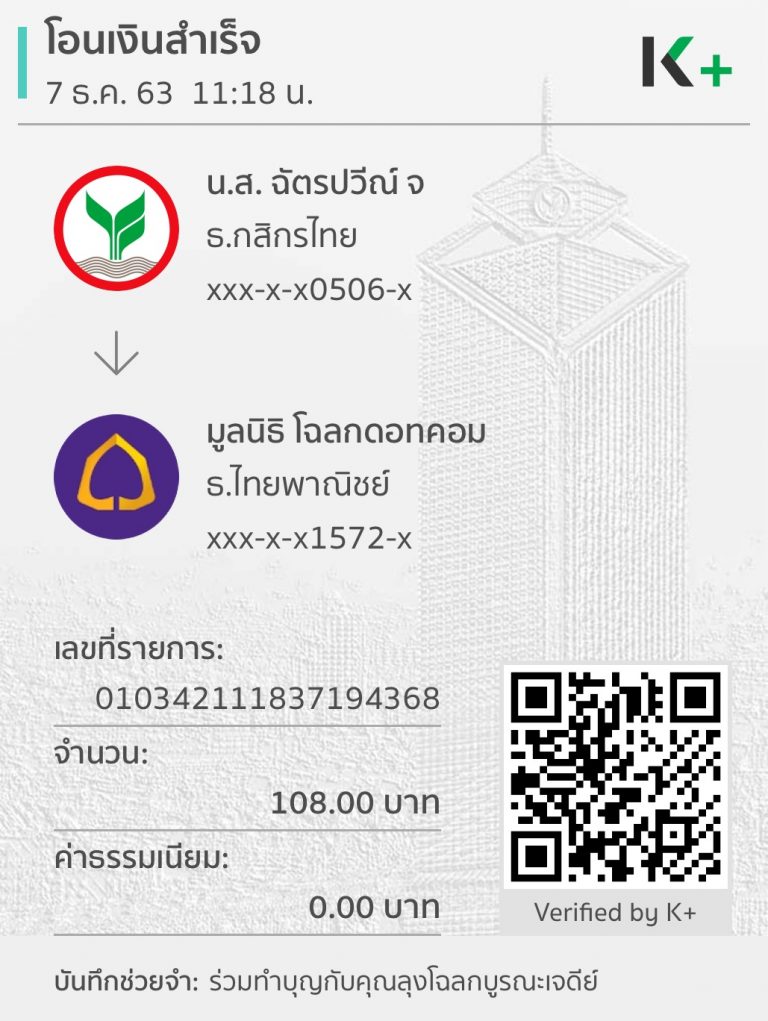 โอนเงินสำเร็จ
7 ธ.ค. 63 11:18 น.
K+
น.ส. ฉัตรปวีณ์ จ
ธ.กสิกรไทย
xxx-x-x0506-x
มูลนิธิ โฉลกดอทคอม
ธ.ไทยพาณิชย์
xxx-x-x1572-x
เลขที่รายการ:
010342111837194368
จำนวน:
108.00 บาท
ค่าธรรมเนียม:
0.00 บาท
Verified by K+
บันทึกช่วยจำ: ร่วมทำบุญกับคุณลุงโฉลกบูรณะเจดีย์